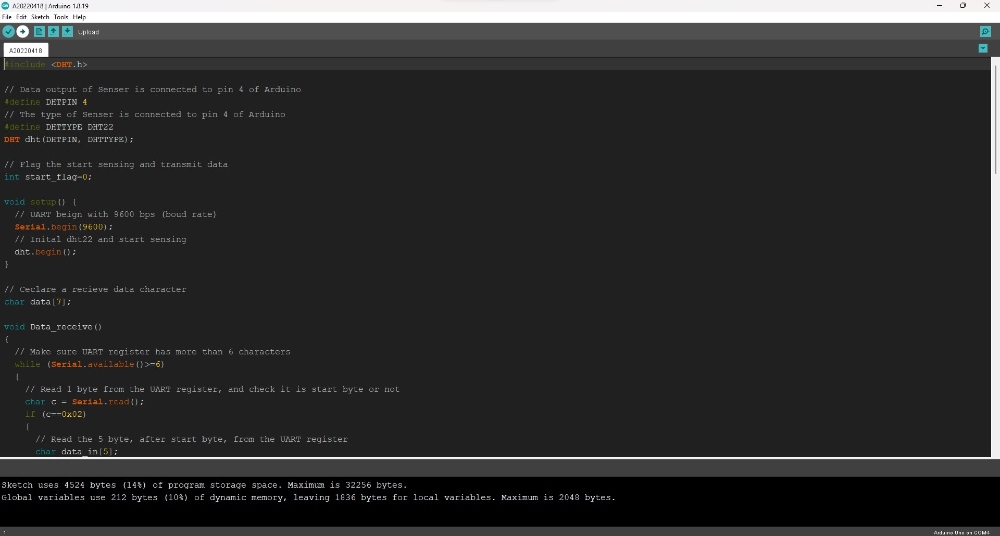 A20220418 | Arduino 1.8.19
File Edit Sketch Tools Help
Upload
A20220418
#include <DHT.h>
// Data output of Senser is connected to pin 4 of Arduino
#define DHTPIN 4
// The type of Senser is connected to pin 4 of Arduino
#define DHTTYPE DHT22
DHT dht(DHTPIN, DHTTYPE);
// Flag the start sensing and transmit data
int start_flag=0;
void setup() {
// UART beign with 9600 bps (boud rate)
Serial.begin(9600);
// Inital dht22 and start sensing
dht.begin();
}
// Ceclare a recieve data character
char data[7];
void Data_receive()
{
// Make sure UART register has more than 6 characters
while (Serial.available()>=6)
{
// Read 1 byte from the UART register, and check it is start byte or not
char c = Serial.read();
if (c==0x02)
{
// Read the 5 byte, after start byte, from the UART register
char data_in[5];
Sketch uses 4524 bytes (14%) of program storage space. Maximum is 32256 bytes.
Global variables use 212 bytes (10%) of dynamic memory, leaving 1836 bytes for local variables. Maximum is 2048 bytes.
1
Arduino Uno on COM4